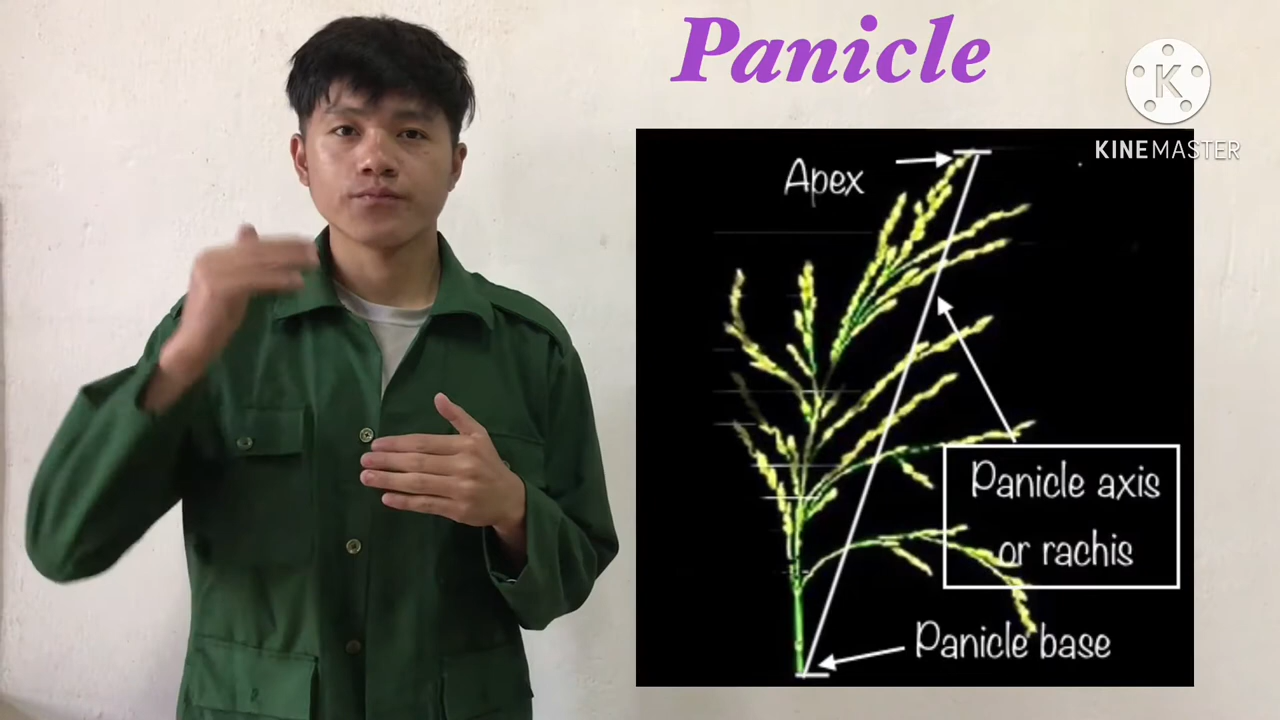 Panicle
K
KINEMASTER
Apex
Panicle axis
or rachis
Panicle base